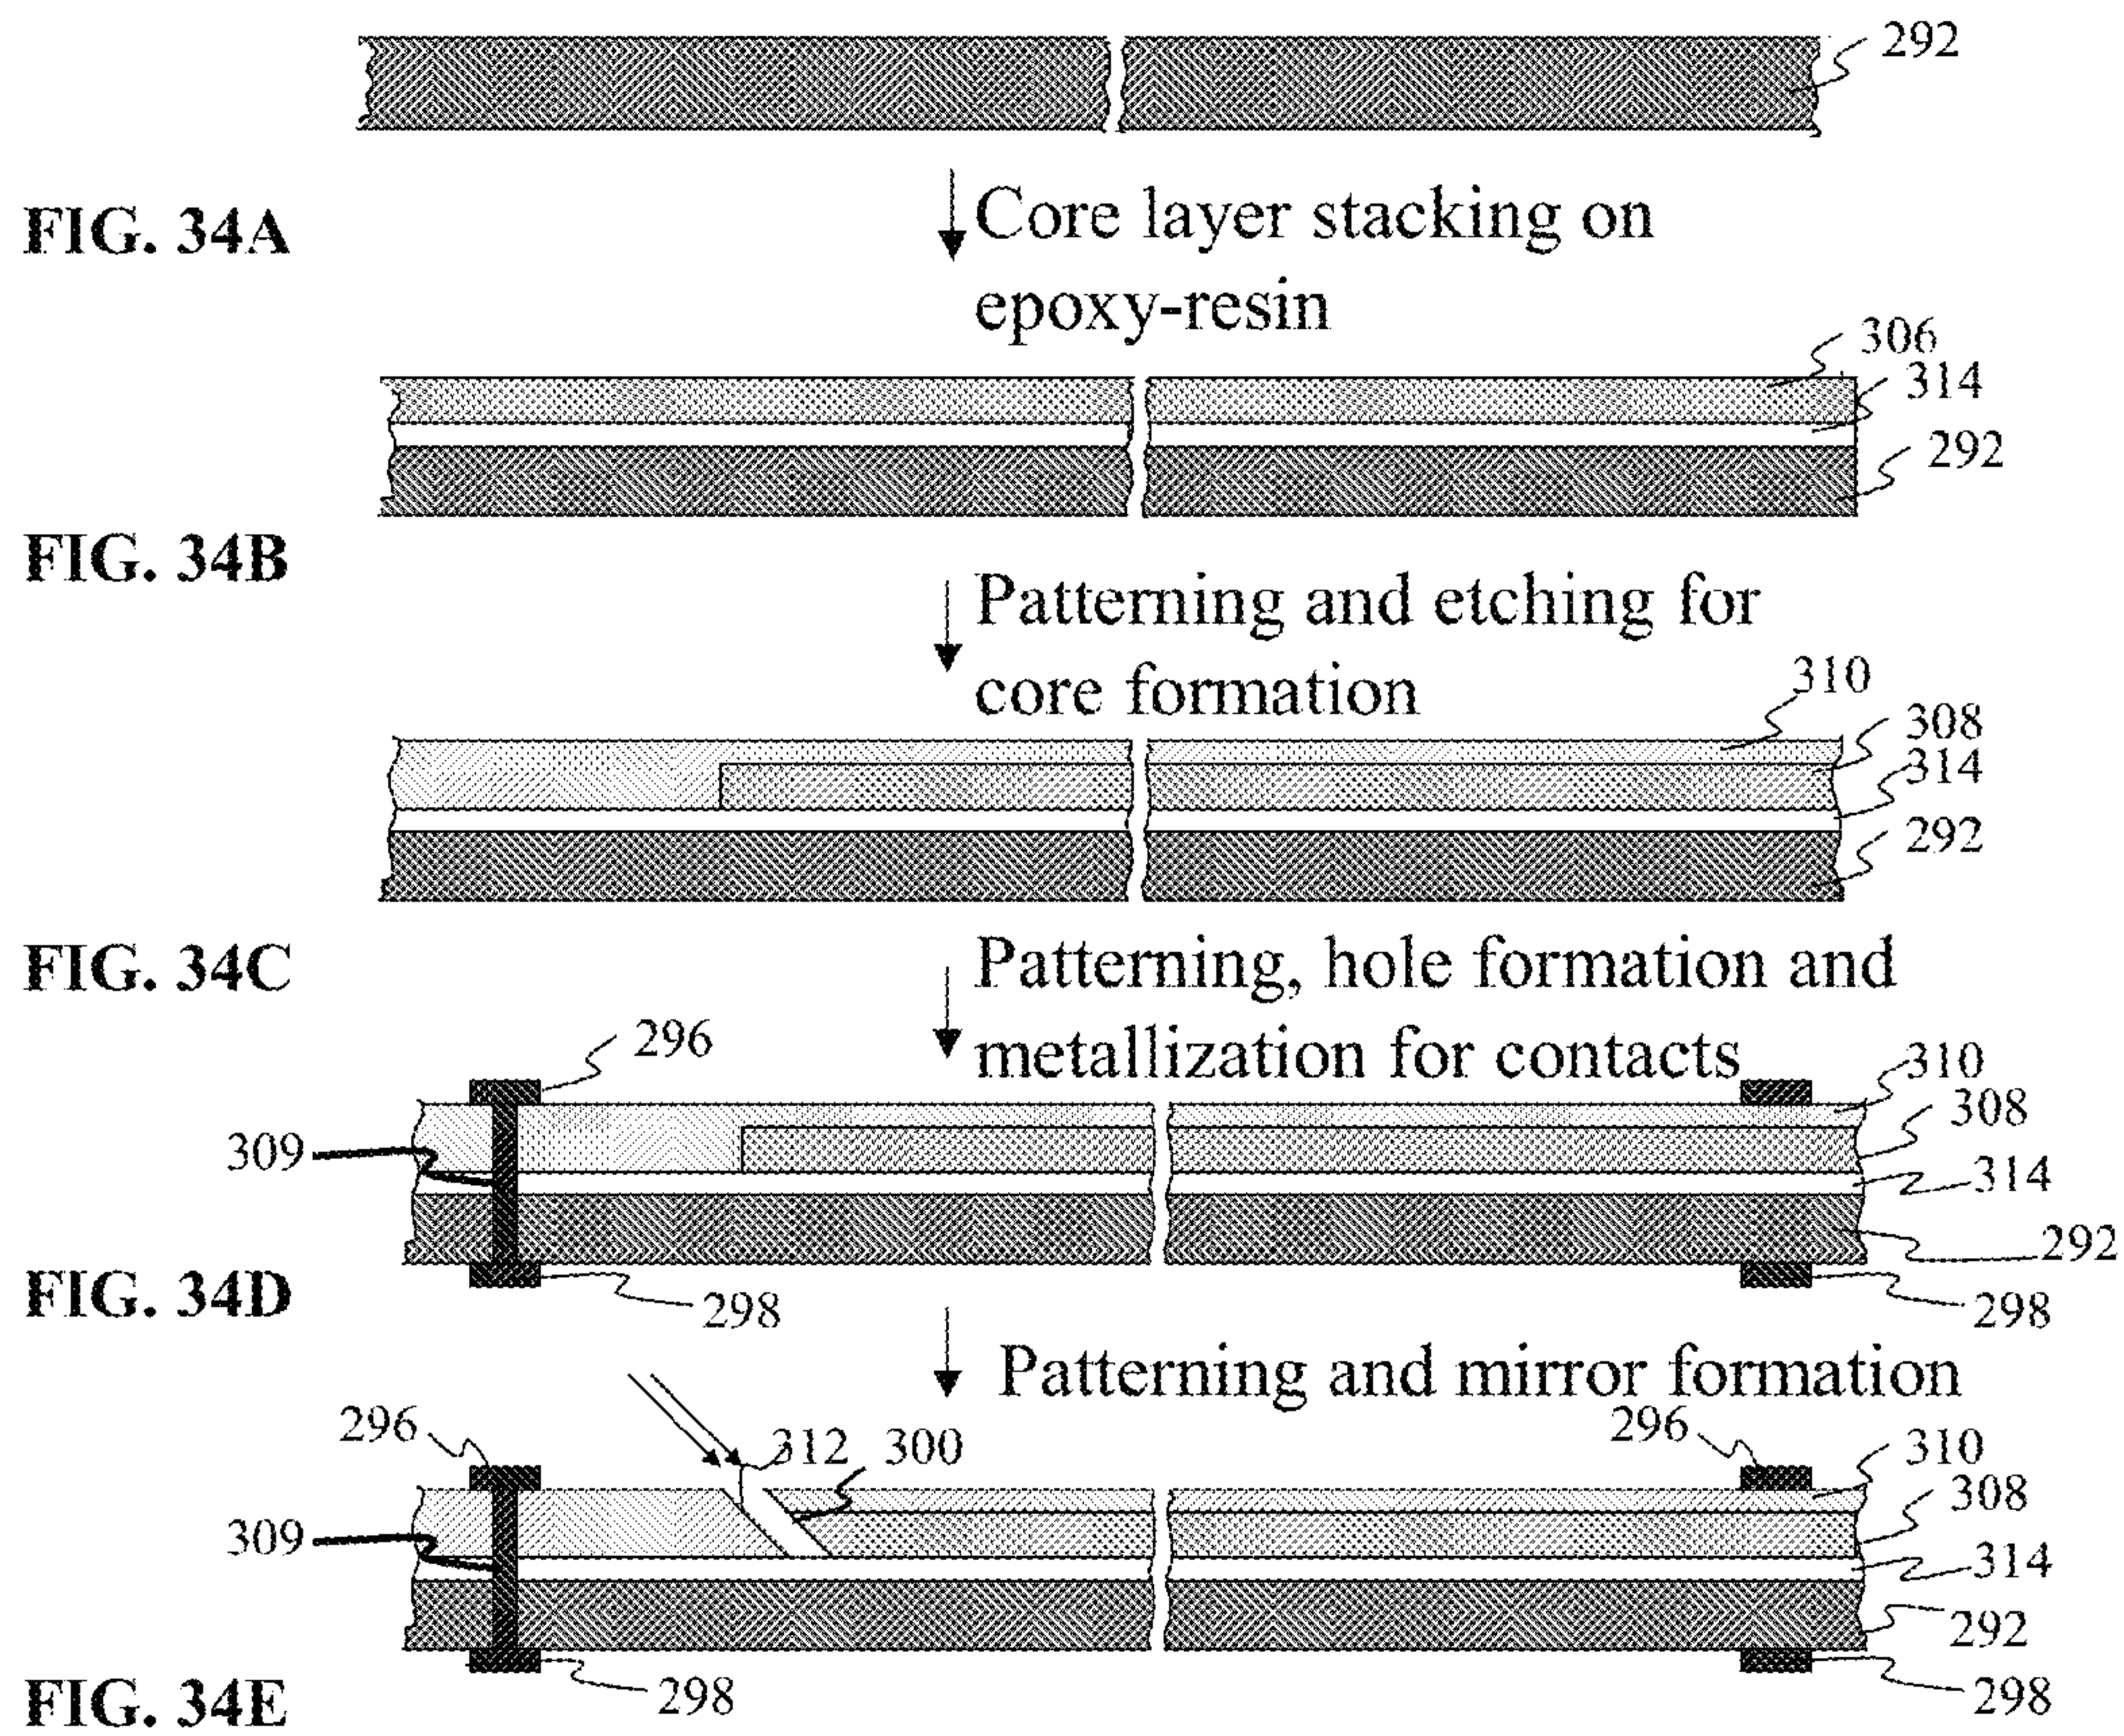 292
FIG. 34A
Core layer stacking on
epoxy-resin
306
314
292
FIG. 34B
Patterning and etching for
core formation
310
308
314
292
FIG. 34C
Patterning, hole formation and
metallization for contacts
296
310
308
309
314
292
298
298
FIG. 34D
Patterning and mirror formation
296
312
300
296
310
308
309
314
292
298
298
FIG. 34E